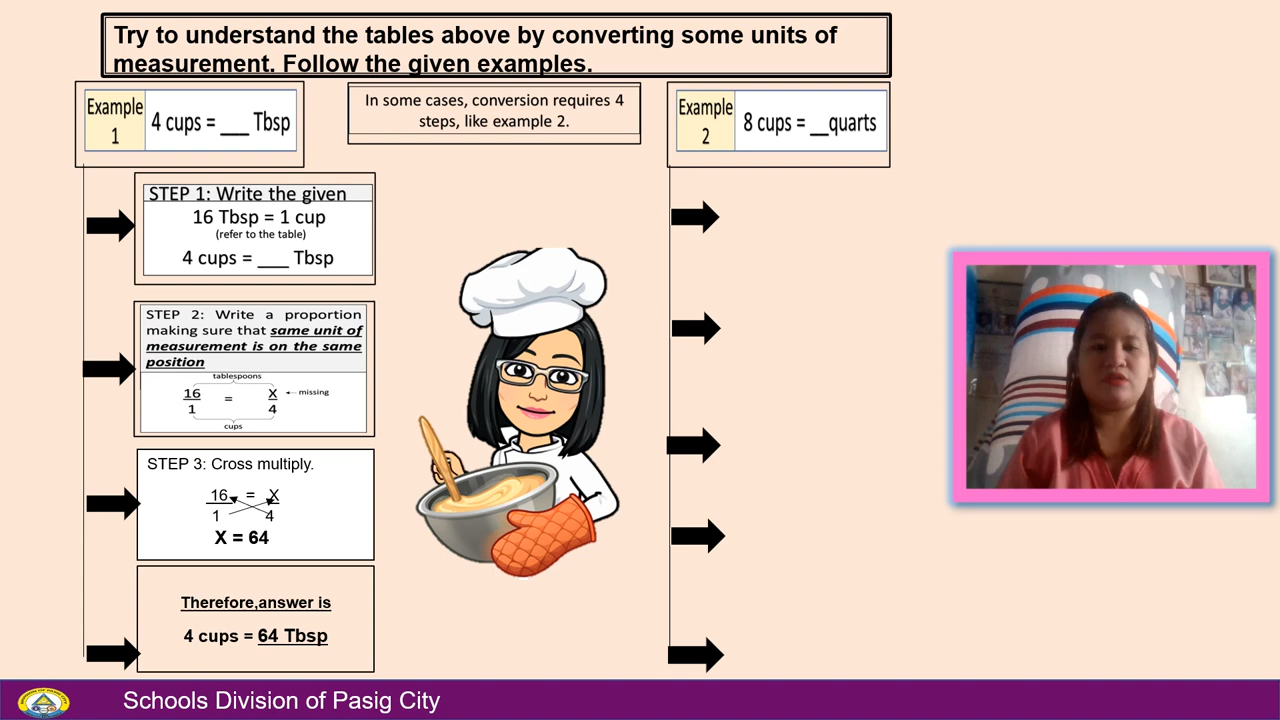 Try to understand the tables above by converting some units of
measurement. Follow the given examples.
Example
1
4 cups = ___ Tbsp
STEP 1: Write the given
16 Tbsp = 1 cup
(refer to the table)
4 cups = ___ Tbsp
STEP 2: Write a proportion
making sure that same unit of
measurement is on the same
position
tablespoons
16 = X ← missing
1 4
cups
STEP 3: Cross multiply.
16 = X
1 4
X = 64
Therefore,answer is
4 cups = 64 Tbsp
In some cases, conversion requires 4
steps, like example 2.
Example
2
8 cups = __quarts
Schools Division of Pasig City